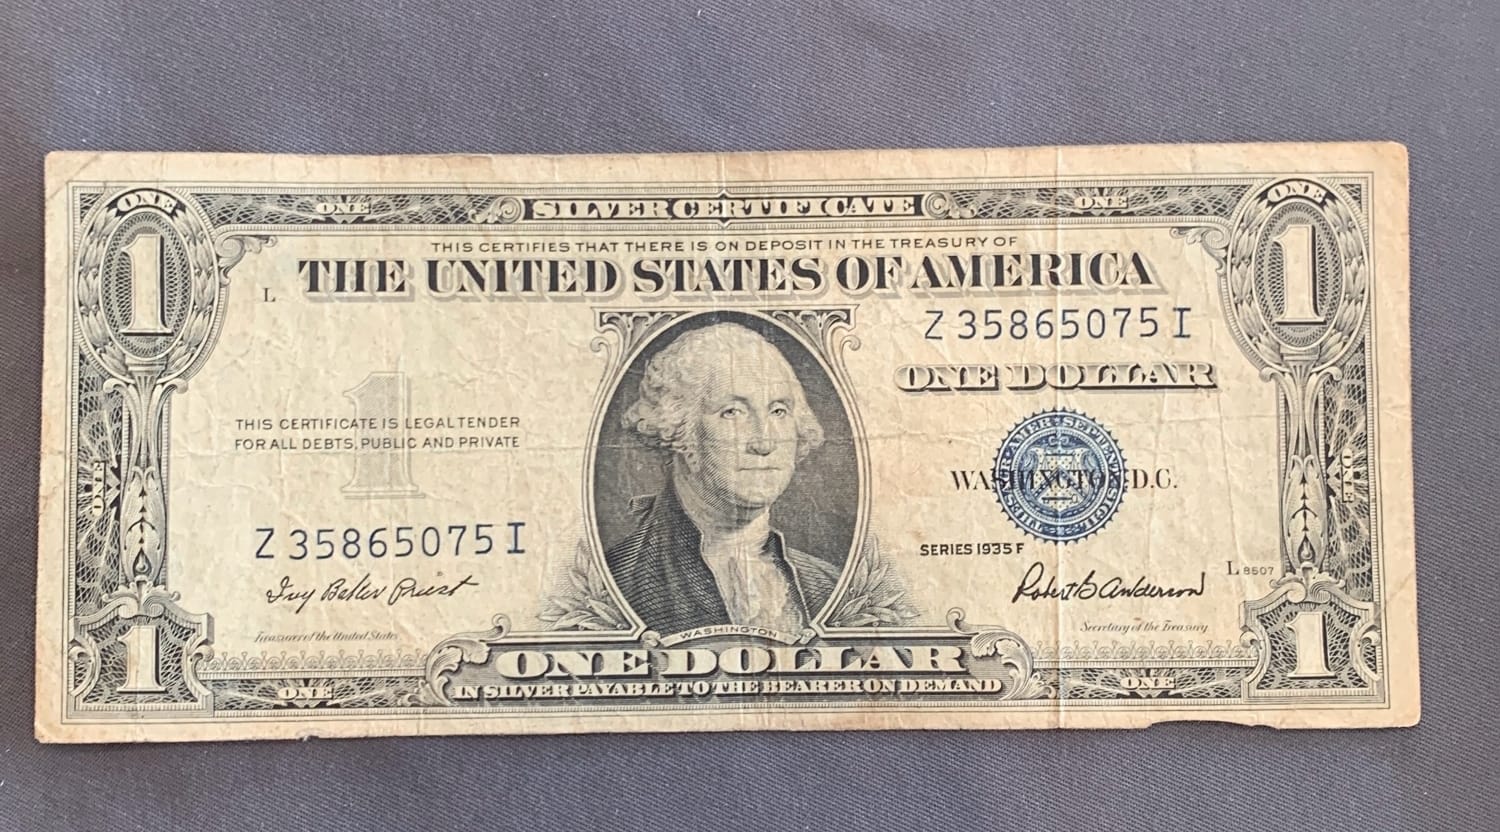 ONE
ONE
SILVER CERTIFICATE
ONE
ONE
1
1
THIS CERTIFIES THAT THERE IS ON DEPOSIT IN THE TREASURY OF
THE UNITED STATES OF AMERICA
L
Z 35865075 I
ONE DOLLAR
1
THIS CERTIFICATE IS LEGAL TENDER
FOR ALL DEBTS, PUBLIC AND PRIVATE
ONE
ONE
WASHINGTON, D.C.
Z 35865075 I
SERIES 1935 F
L 8507
Ivy Baker Priest
Robert B Anderson
Treasurer of the United States
Secretary of the Treasury
WASHINGTON
1
1
ONE DOLLAR
ONE
IN SILVER PAYABLE TO THE BEARER ON DEMAND
ONE